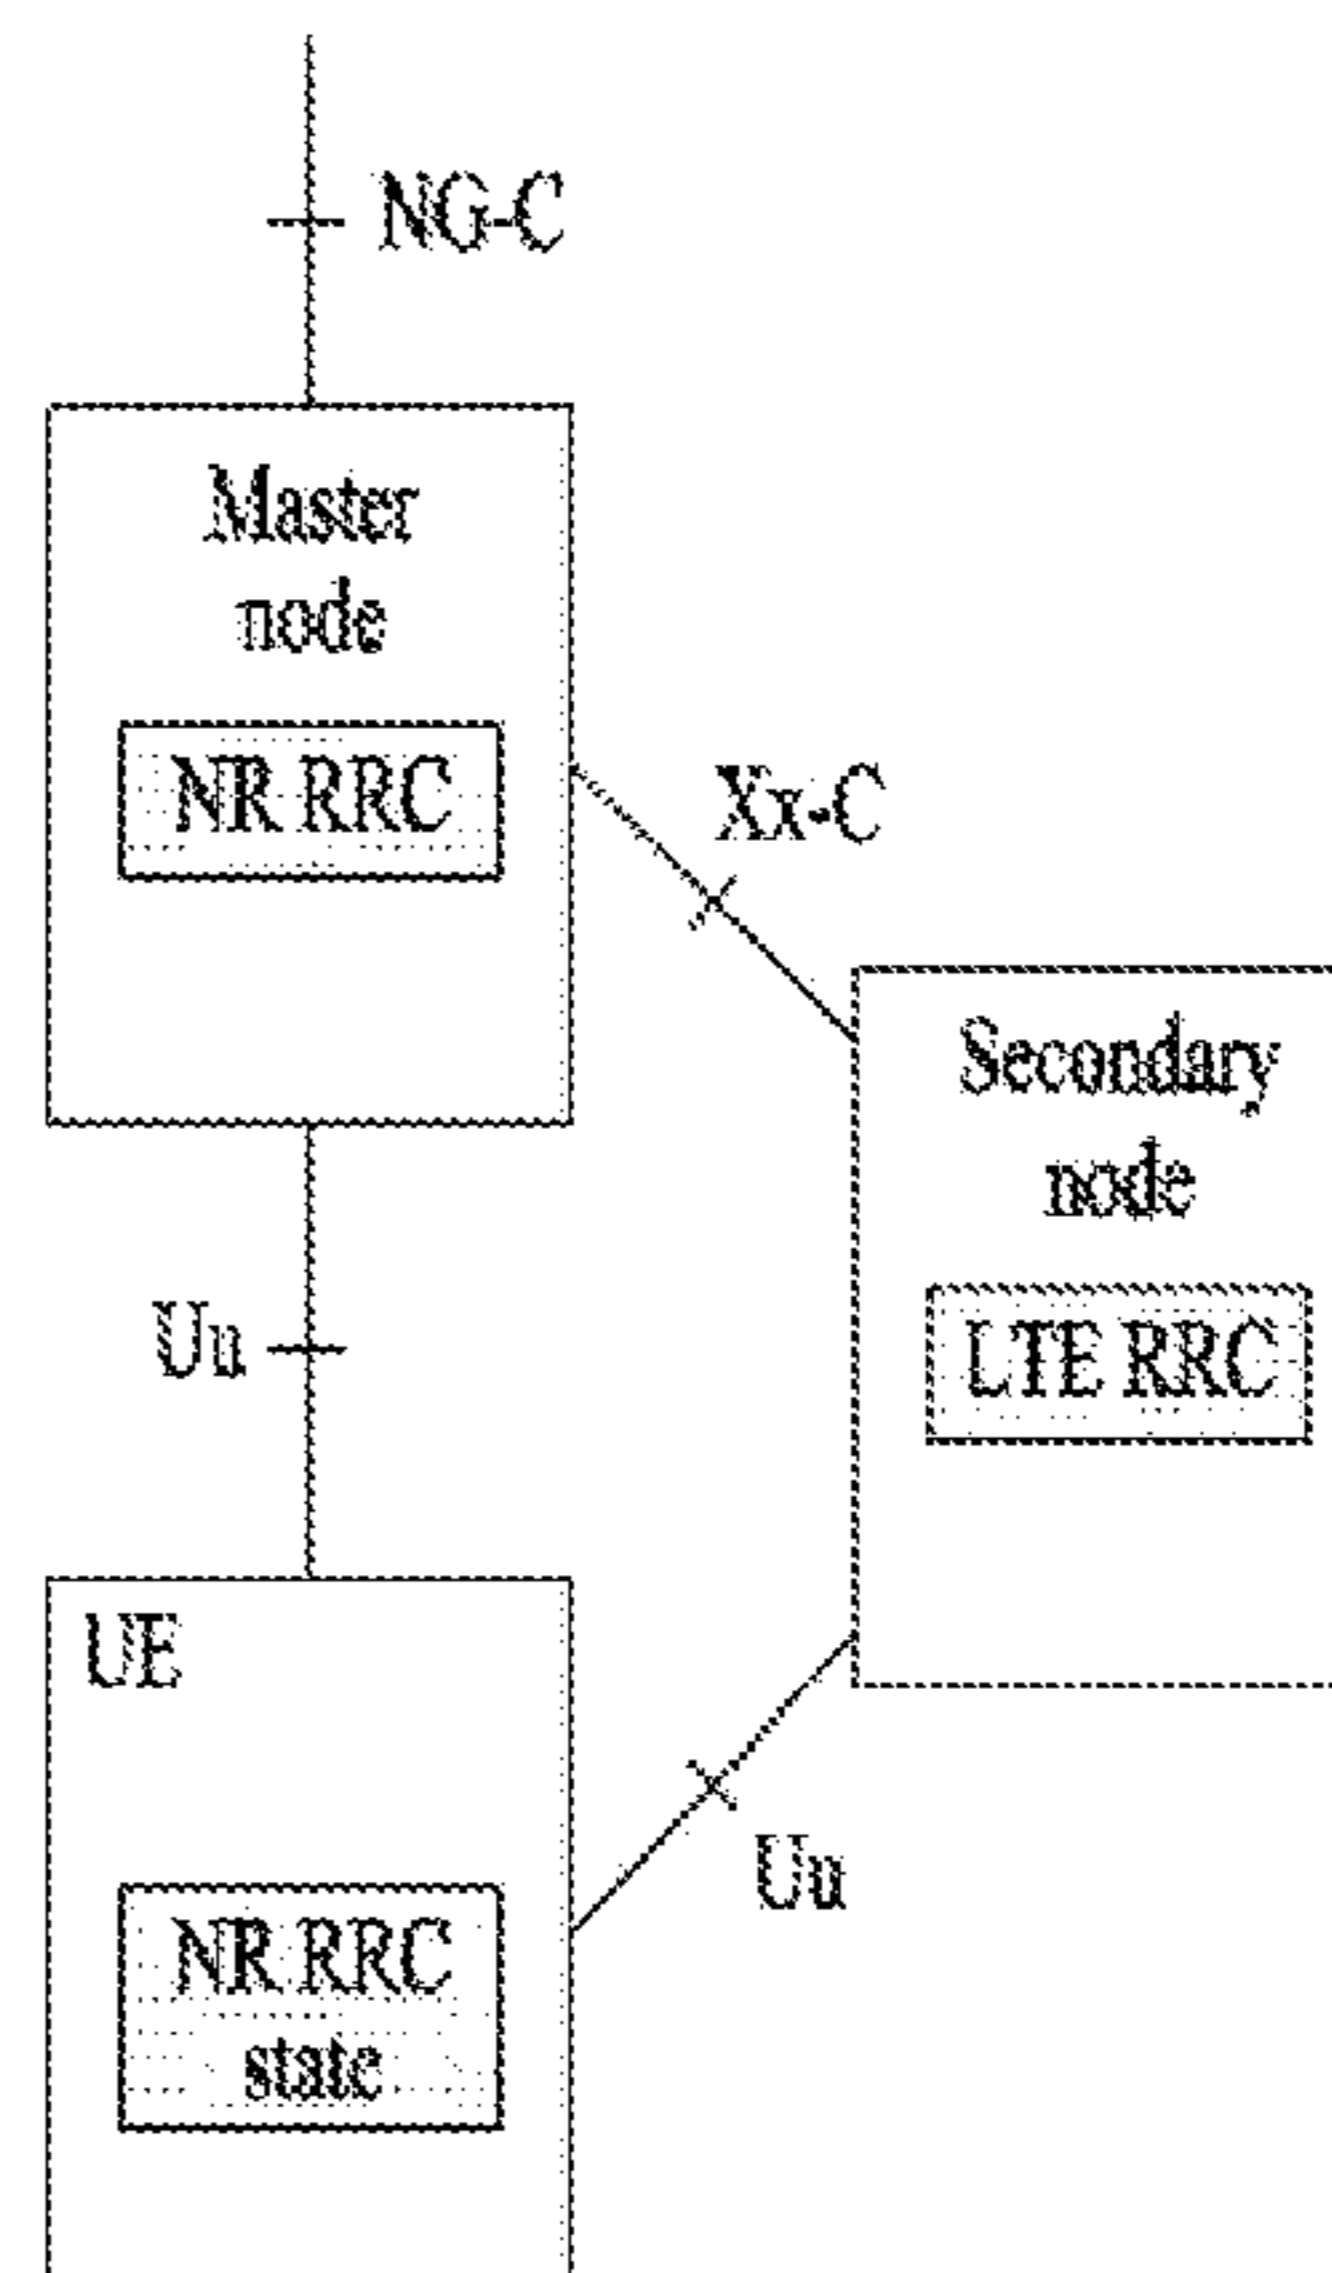 NG-C
Master
node
NR RRC
Xx-C
Secondary
node
LTE RRC
Uu
UE
Uu
NR RRC
state